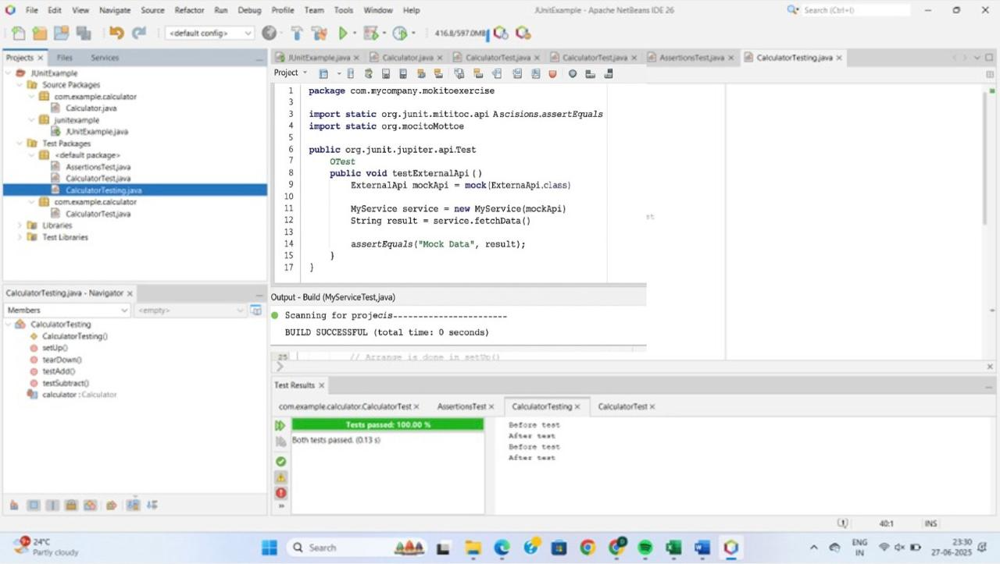 File Edit View Navigate Source Refactor Run Debug Profile Team Tools Window Help JUnitExample - Apache NetBeans IDE 26 Search (Ctrl+I)
<default config> 416.8/597.0MB
Projects Files Services
JUnitExample
Source Packages
com.example.calculator
Calculator.java
junitexample
JUnitExample.java
Test Packages
<default package>
AssertionsTest.java
CalculatorTest.java
CalculatorTesting.java
com.example.calculator
CalculatorTest.java
Libraries
Test Libraries
CalculatorTesting.java - Navigator
Members <empty>
CalculatorTesting
CalculatorTesting()
setUp()
tearDown()
testAdd()
testSubtract()
calculator : Calculator
JUnitExample.java Calculator.java CalculatorTest.java CalculatorTest.java AssertionsTest.java CalculatorTesting.java
Project
1 package com.mycompany.mokitoexercise
3
3 import static org.junit.mititoc.api Ascisions.assertEquals
4 import static org.mocitoMottoe
5
6 public org.junit.jupiter.api.Test
7 OTest
8 public void testExternalApi()
9 ExternalApi mockApi = mock(ExternaApi.class)
10
11 MyService service = new MyService(mockApi)
12 String result = service.fetchData()
13
14 assertEquals("Mock Data", result);
15 }
17 }
st
Output - Build (MyServiceTest,java)
Scanning for projecis----------------------
BUILD SUCCESSFUL (total time: 0 seconds)
25 // Arrange is done in setUp()
Test Results
com.example.calculator.CalculatorTest AssertionsTest CalculatorTesting CalculatorTest
Tests passed: 100.00 %
Both tests passed. (0.13 s)
Before test
After test
Before test
After test
40:1 INS
24°C
Partly cloudy
Search
ENG
IN
23:30
27-06-2025